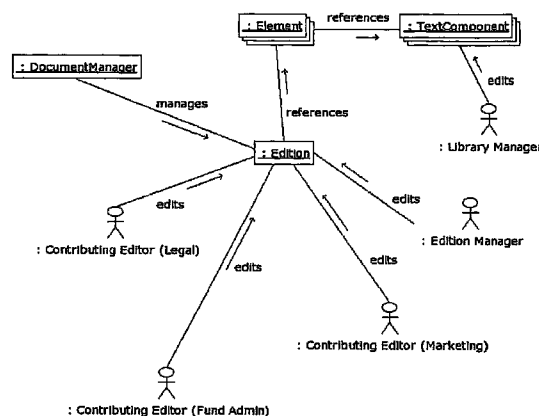 : Element
references
: TextComponent
: DocumentManager
edits
manages
references
: Library Manager
: Edition
edits
edits
: Contributing Editor (Legal)
: Edition Manager
edits
edits
: Contributing Editor (Marketing)
: Contributing Editor (Fund Admin)